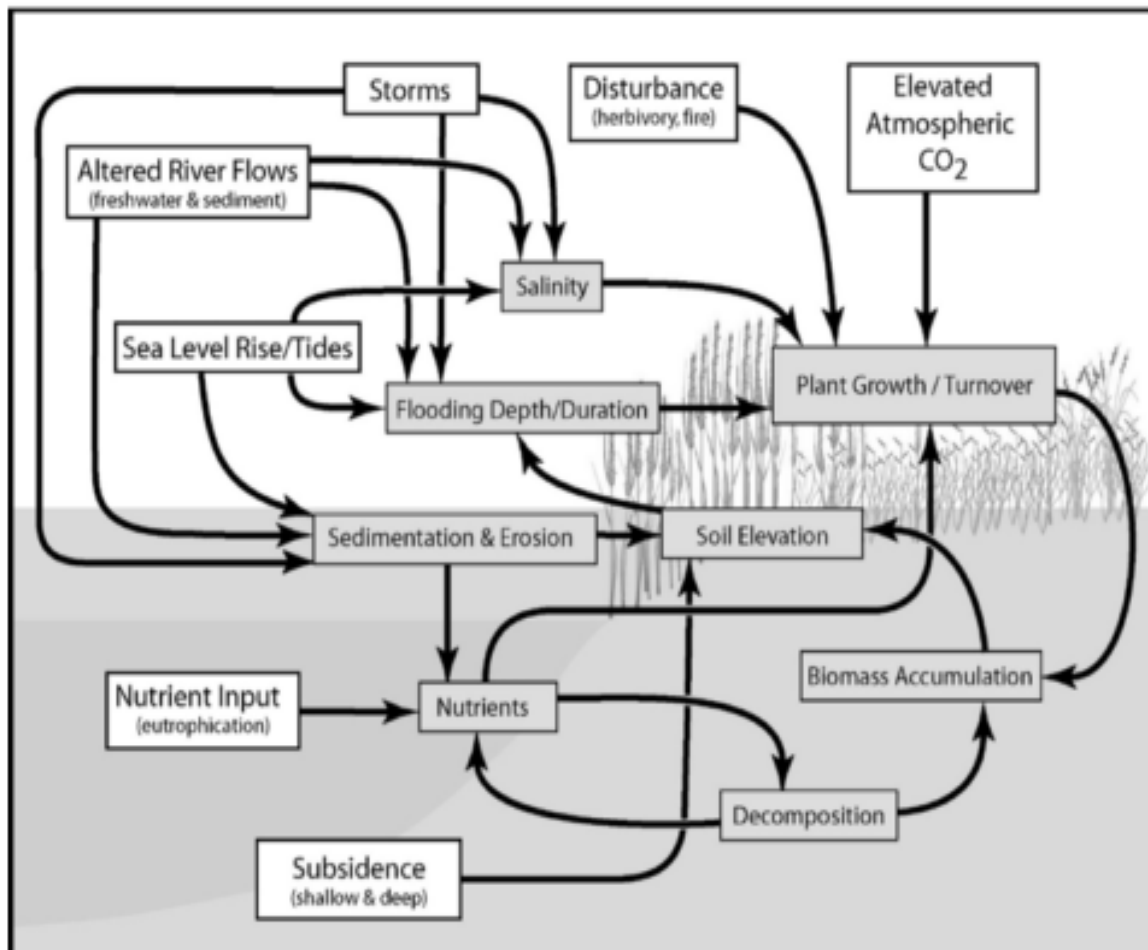 Storms
Disturbance
(herbivory, fire)
Elevated
Atmospheric
CO2
Altered River Flows
(freshwater & sediment)
Salinity
Sea Level Rise/Tides
Flooding Depth/Duration
Plant Growth / Turnover
Sedimentation & Erosion
Soil Elevation
Nutrient Input
(eutrophication)
Nutrients
Biomass Accumulation
Decomposition
Subsidence
(shallow & deep)